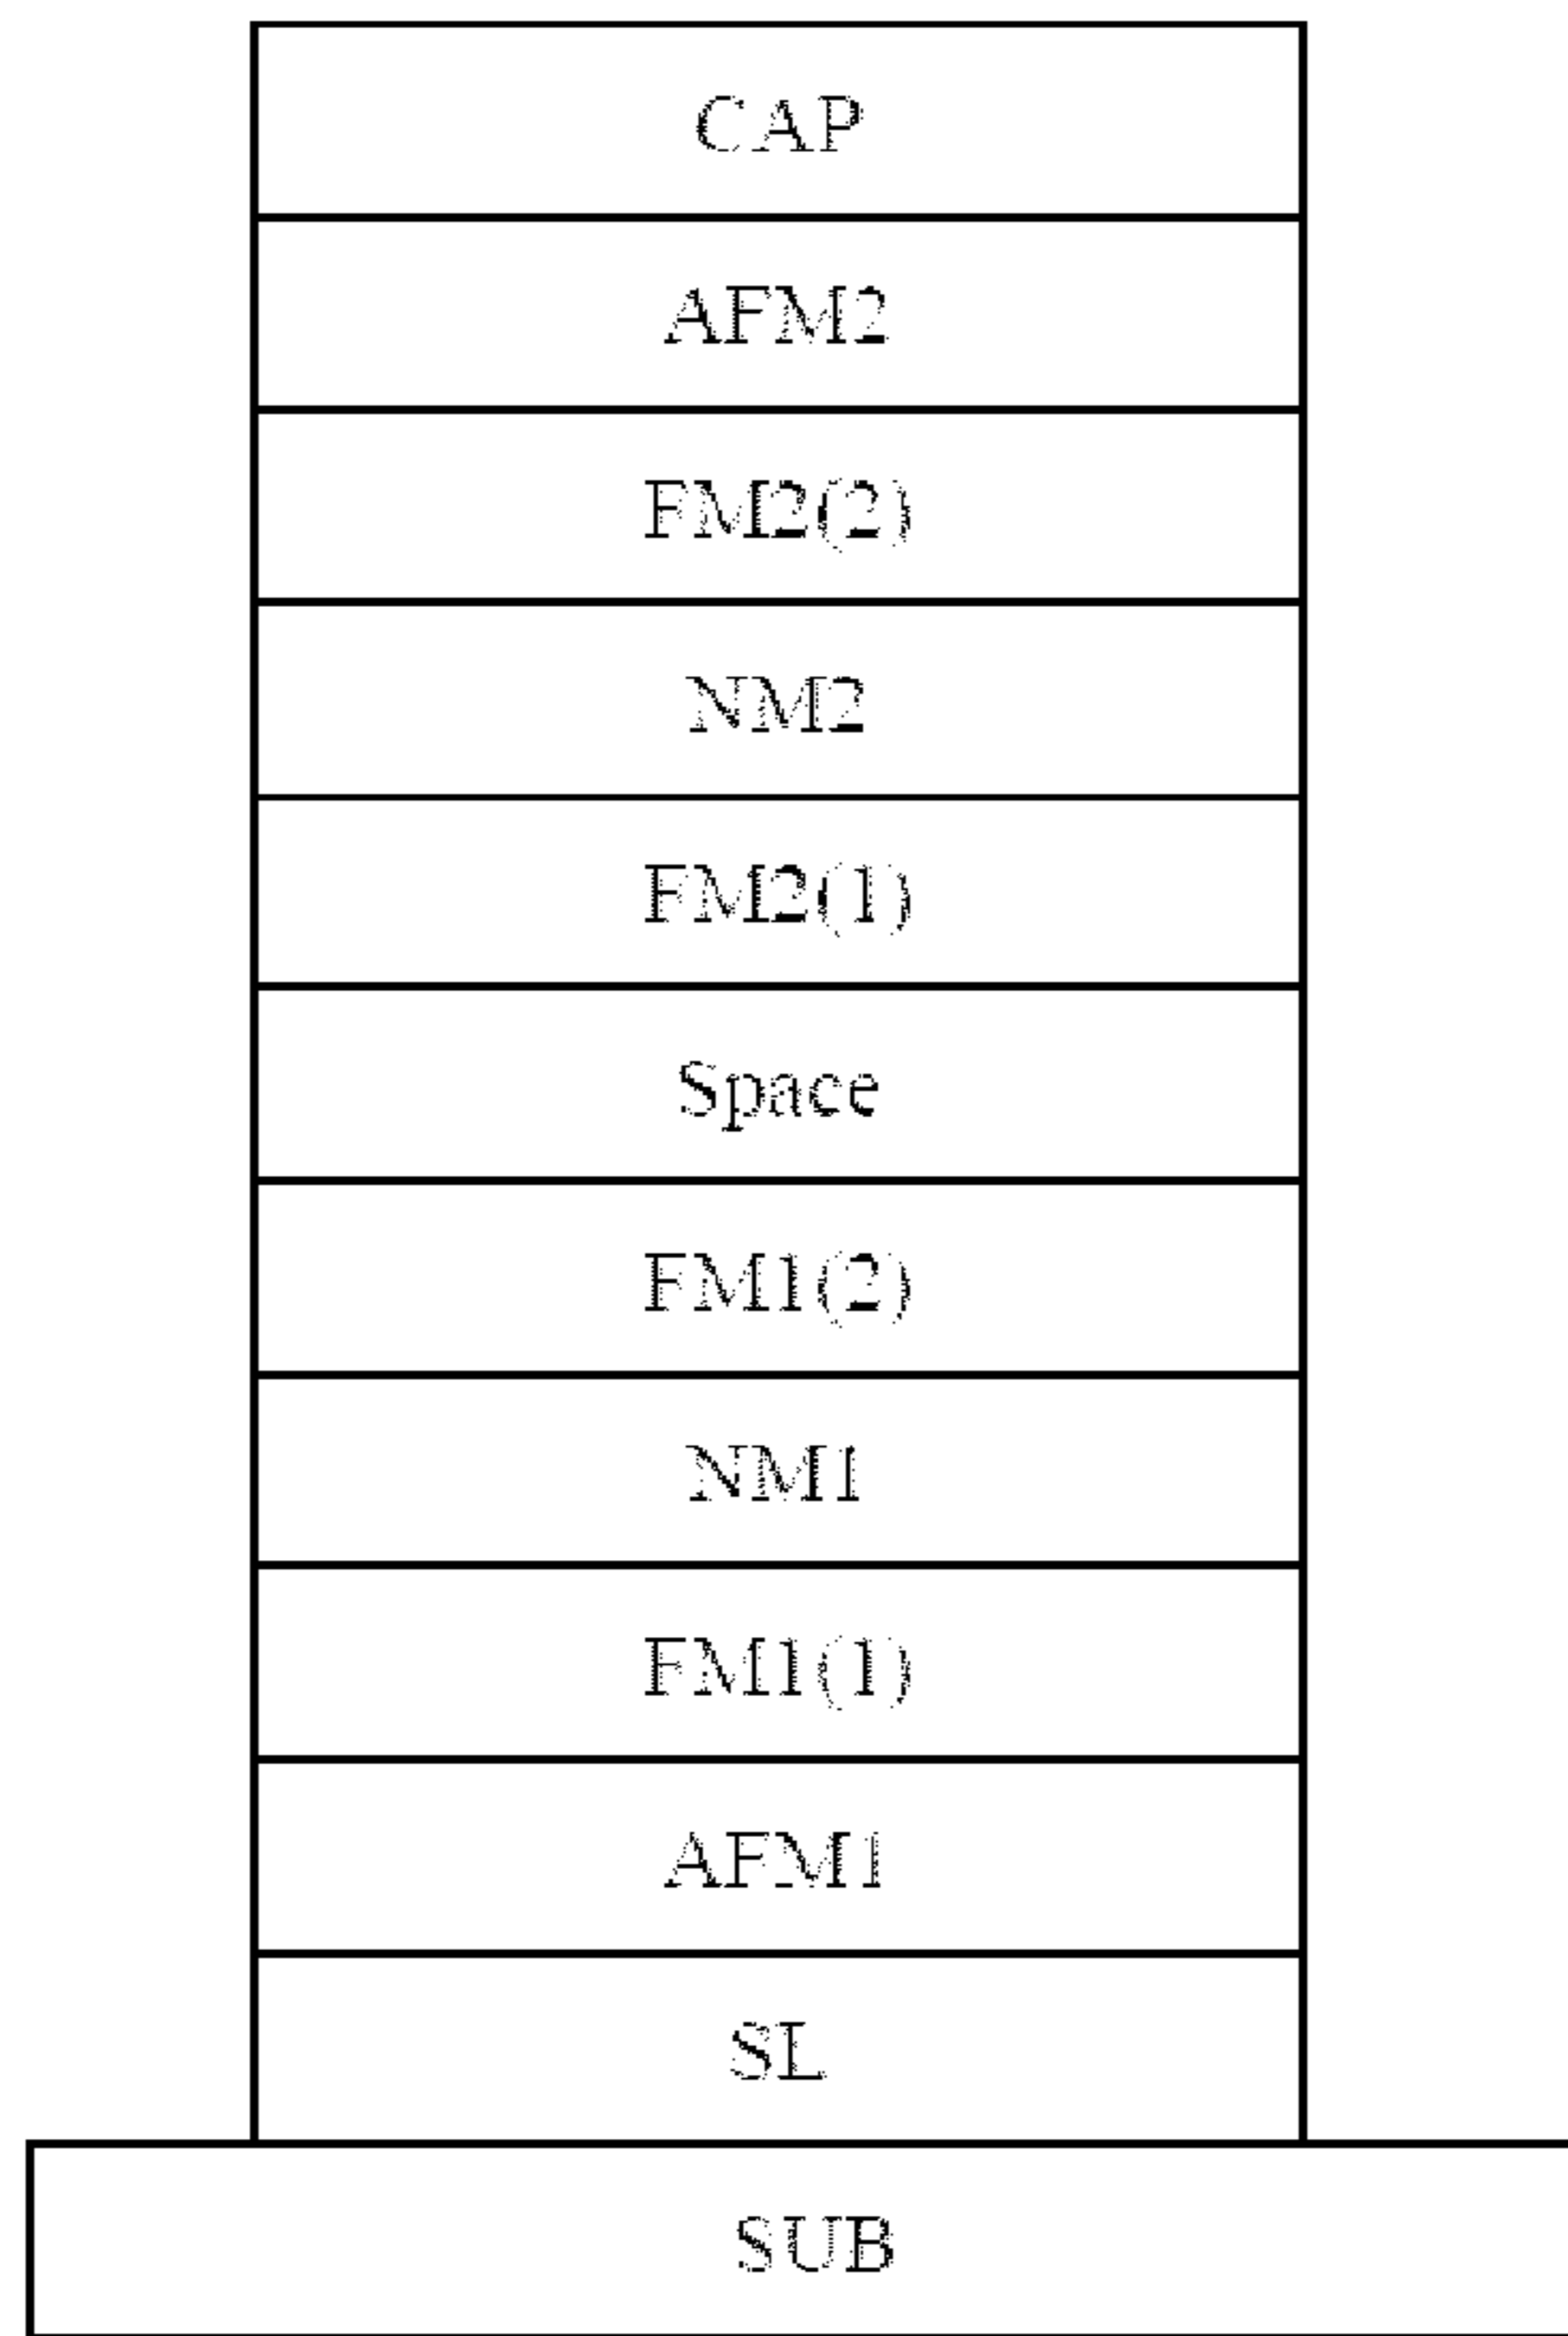 CAP
AFM2
FM2(2)
NM2
FM2(1)
Space
FM1(2)
NM1
FM1(1)
AFM1
SL
SUB